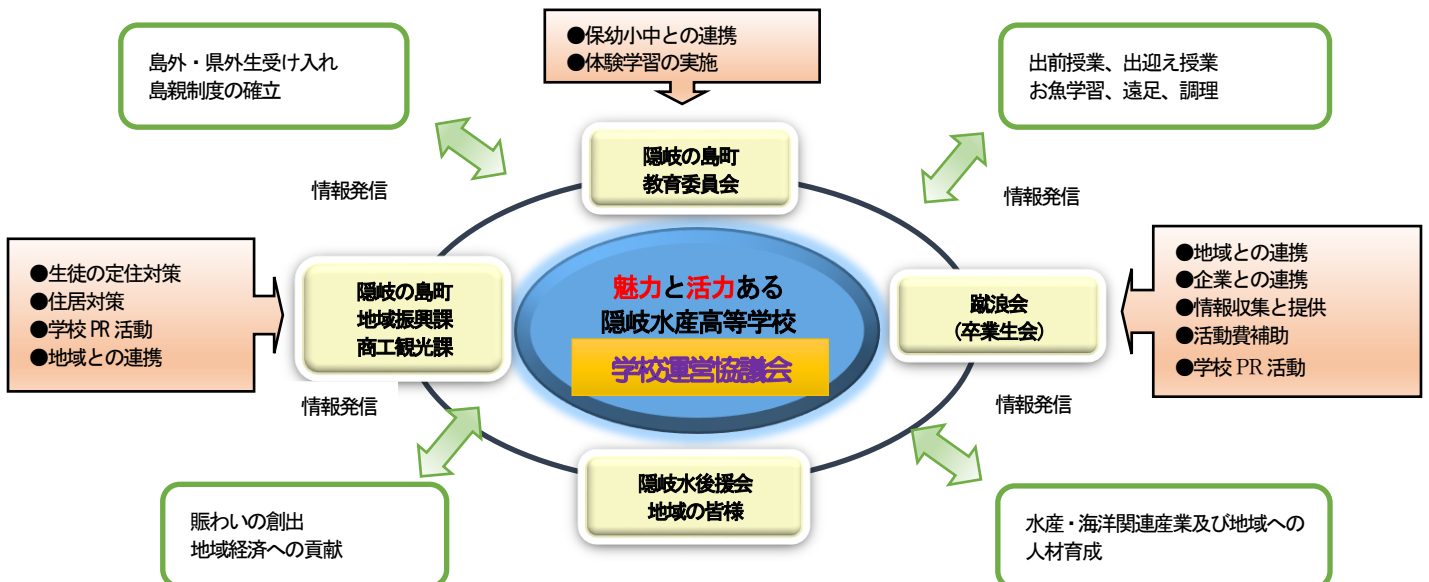 ●保幼小中との連携
●体験学習の実施
島外・県外生受け入れ
島親制度の確立
出前授業、出迎え授業
お魚学習、遠足、調理
隠岐の島町
教育委員会
情報発信
情報発信
●生徒の定住対策
●住居対策
●学校 PR 活動
●地域との連携
隠岐の島町
地域振興課
商工観光課
魅力と活力ある
隠岐水産高等学校
学校運営協議会
蹴浪会
(卒業生会)
●地域との連携
●企業との連携
●情報収集と提供
●活動費補助
●学校 PR 活動
情報発信
情報発信
隠岐水後援会
地域の皆様
賑わいの創出
地域経済への貢献
水産・海洋関連産業及び地域への
人材育成